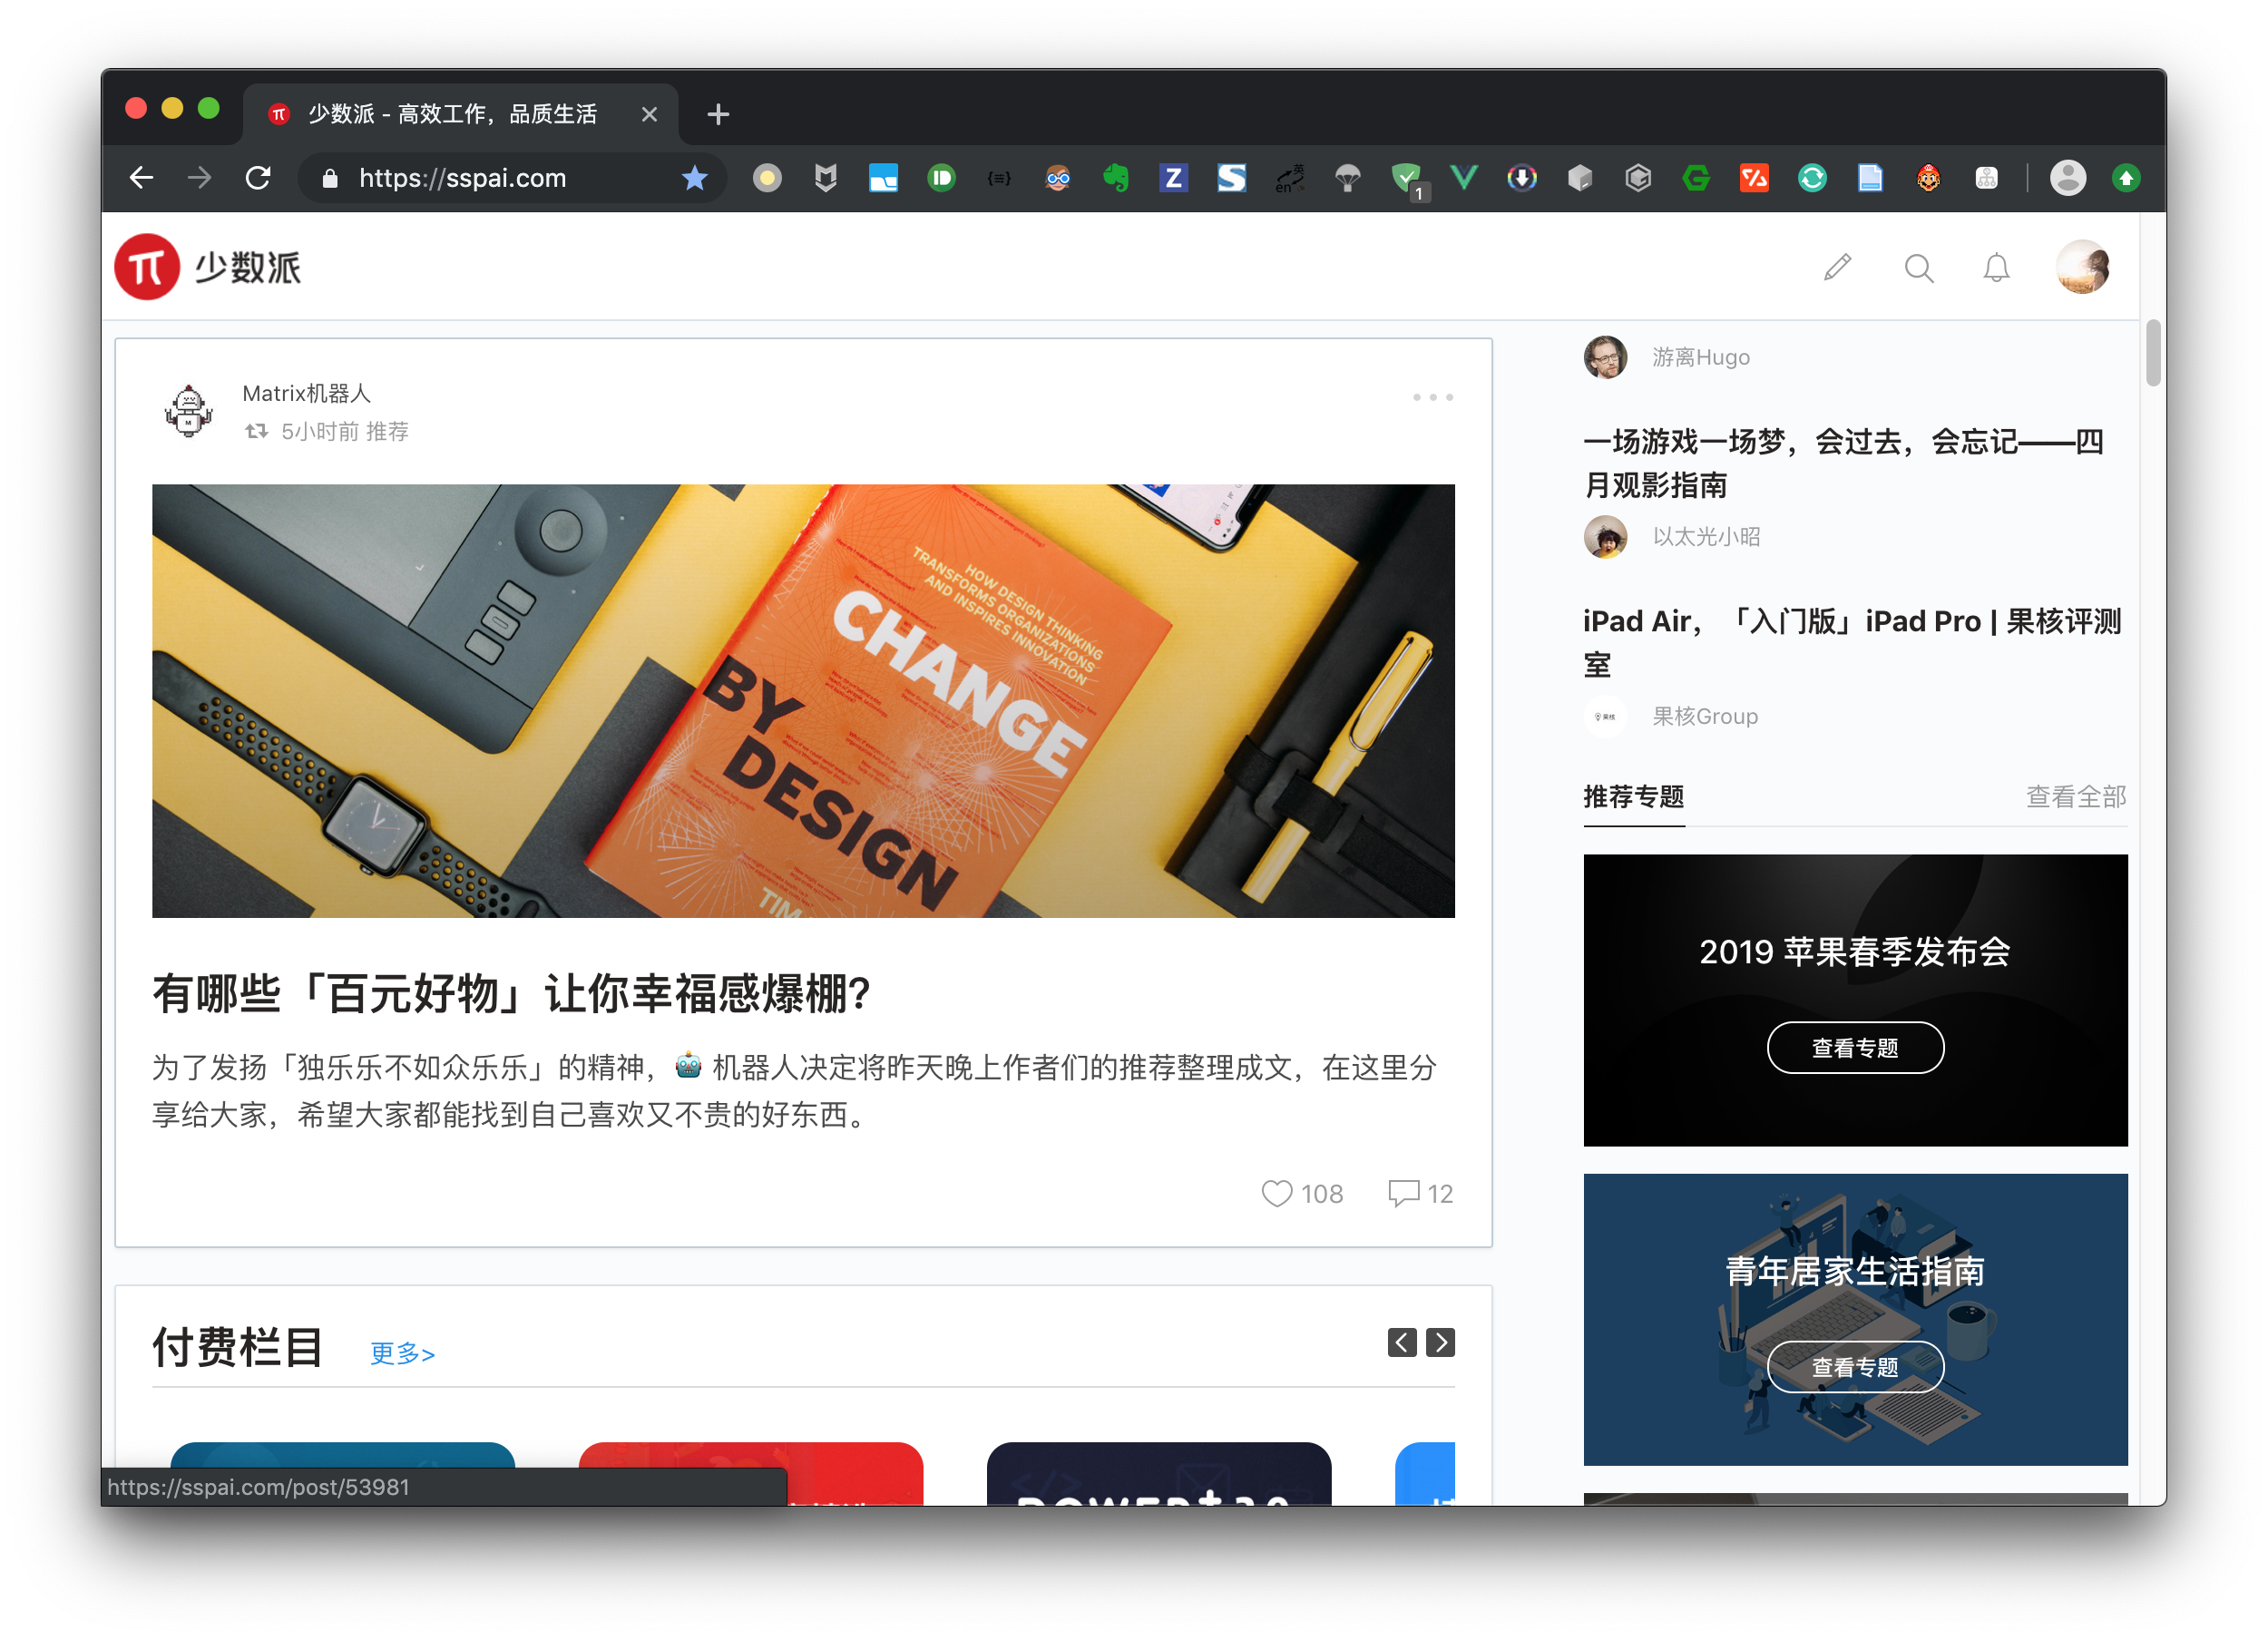 少数派 - 高效工作，品质生活
https://sspai.com
英
en
1
少数派
Matrix机器人
5小时前 推荐
HOW DESIGN THINKING
TRANSFORMS ORGANIZATIONS
AND INSPIRES INNOVATION
CHANGE
BY
DESIGN
TIM
有哪些「百元好物」让你幸福感爆棚?
为了发扬「独乐乐不如众乐乐」的精神，🤖 机器人决定将昨天晚上作者们的推荐整理成文，在这里分
享给大家，希望大家都能找到自己喜欢又不贵的好东西。
108
12
付费栏目
更多>
https://sspai.com/post/53981
游离Hugo
一场游戏一场梦，会过去，会忘记——四
月观影指南
以太光小昭
iPad Air，「入门版」iPad Pro | 果核评测
室
果核
果核Group
推荐专题
查看全部
2019 苹果春季发布会
查看专题
青年居家生活指南
查看专题